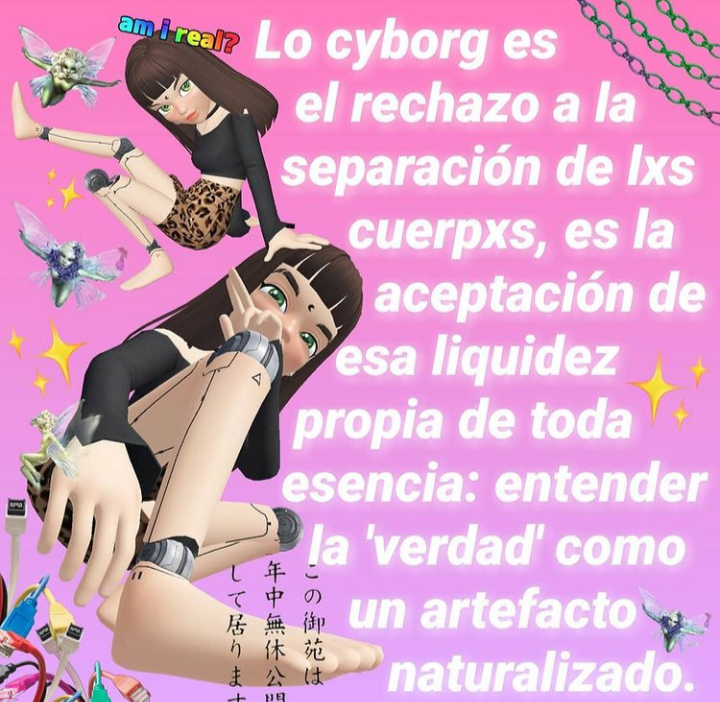 am i real?
Lo cyborg es
el rechazo a la
separación de lxs
cuerpxs, es la
aceptación de
esa liquidez
propia de toda
esencia: entender
la 'verdad' como
un artefacto
naturalizado.
この御苑は
年中無休公開
して居ります